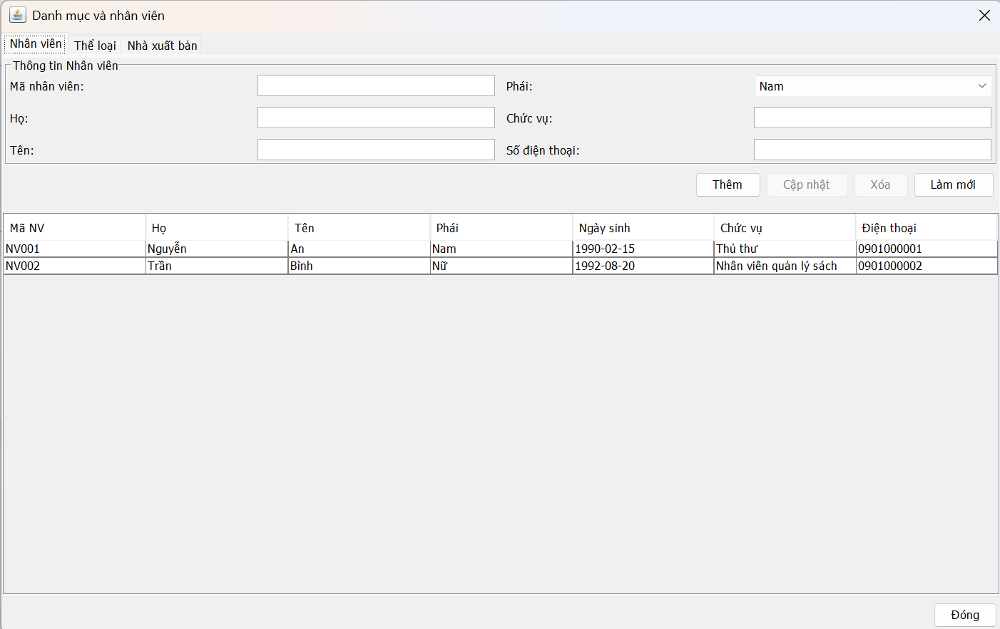 Danh mục và nhân viên
Nhân viên Thể loại Nhà xuất bản
Thông tin Nhân viên
Mã nhân viên: Phái: Nam
Họ: Chức vụ:
Tên: Số điện thoại:
Thêm Cập nhật Xóa Làm mới
Mã NV Họ Tên Phái Ngày sinh Chức vụ Điện thoại
NV001 Nguyễn An Nam 1990-02-15 Thủ thư 0901000001
NV002 Trần Bình Nữ 1992-08-20 Nhân viên quản lý sách 0901000002
Đóng